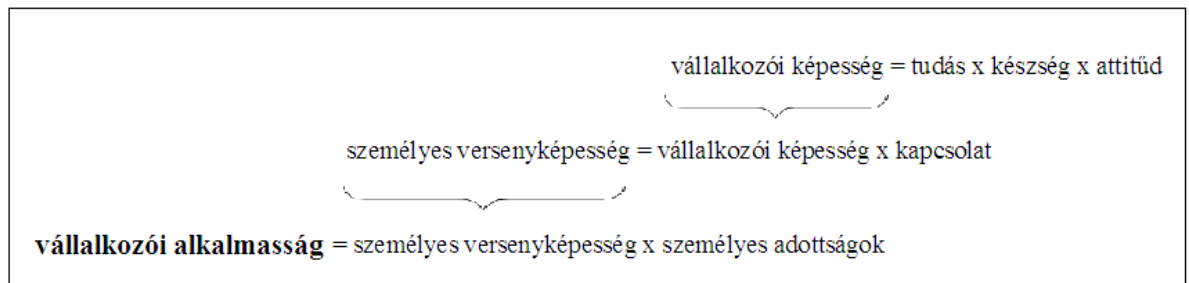 vállalkozói képesség = tudás x készség x attitűd
személyes versenyképesség = vállalkozói képesség x kapcsolat
vállalkozói alkalmasság = személyes versenyképesség x személyes adottságok